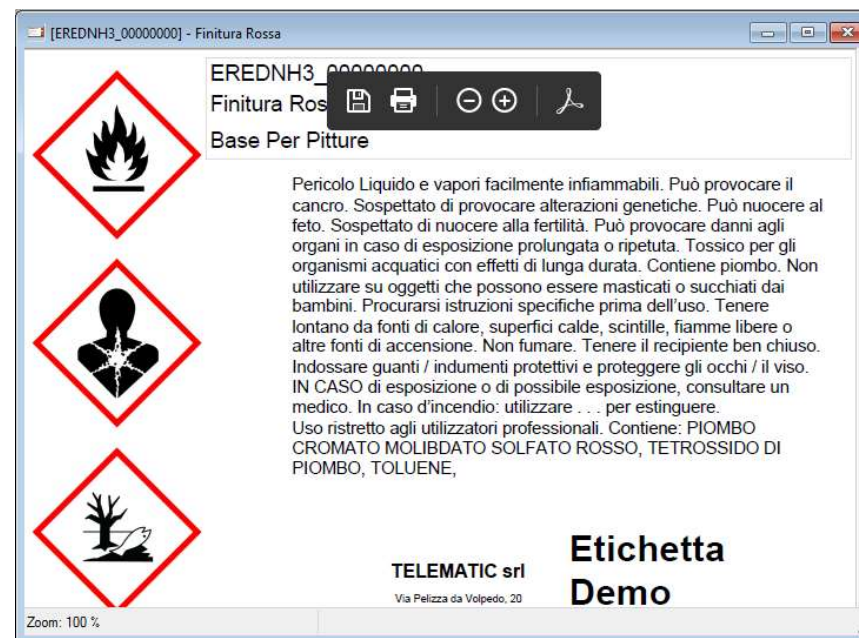 [EREDNH3_00000000] - Finitura Rossa
EREDNH3_00000000
Finitura Ros
Base Per Pitture
Pericolo Liquido e vapori facilmente infiammabili. Può provocare il
cancro. Sospettato di provocare alterazioni genetiche. Può nuocere al
feto. Sospettato di nuocere alla fertilità. Può provocare danni agli
organi in caso di esposizione prolungata o ripetuta. Tossico per gli
organismi acquatici con effetti di lunga durata. Contiene piombo. Non
utilizzare su oggetti che possono essere masticati o succhiati dai
bambini. Procurarsi istruzioni specifiche prima dell'uso. Tenere
lontano da fonti di calore, superfici calde, scintille, fiamme libere o
altre fonti di accensione. Non fumare. Tenere il recipiente ben chiuso.
Indossare guanti / indumenti protettivi e proteggere gli occhi / il viso.
IN CASO di esposizione o di possibile esposizione, consultare un
medico. In caso d'incendio: utilizzare . . . per estinguere.
Uso ristretto agli utilizzatori professionali. Contiene: PIOMBO
CROMATO MOLIBDATO SOLFATO ROSSO, TETROSSIDO DI
PIOMBO, TOLUENE,
TELEMATIC srl
Via Pelizza da Volpedo, 20
Etichetta
Demo
Zoom: 100 %